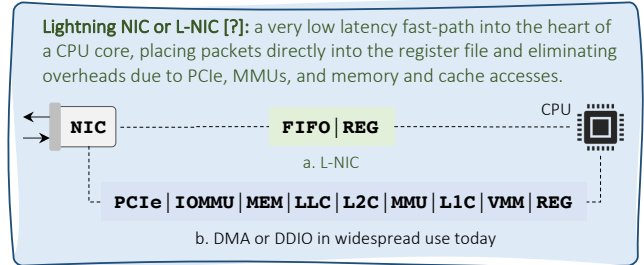 Lightning NIC or L-NIC [?]: a very low latency fast-path into the heart of
a CPU core, placing packets directly into the register file and eliminating
overheads due to PCIe, MMUs, and memory and cache accesses.
CPU
NIC
FIFO|REG
a. L-NIC
PCIe|IOMMU|MEM|LLC|L2C|MMU|L1C|VMM|REG
b. DMA or DDIO in widespread use today